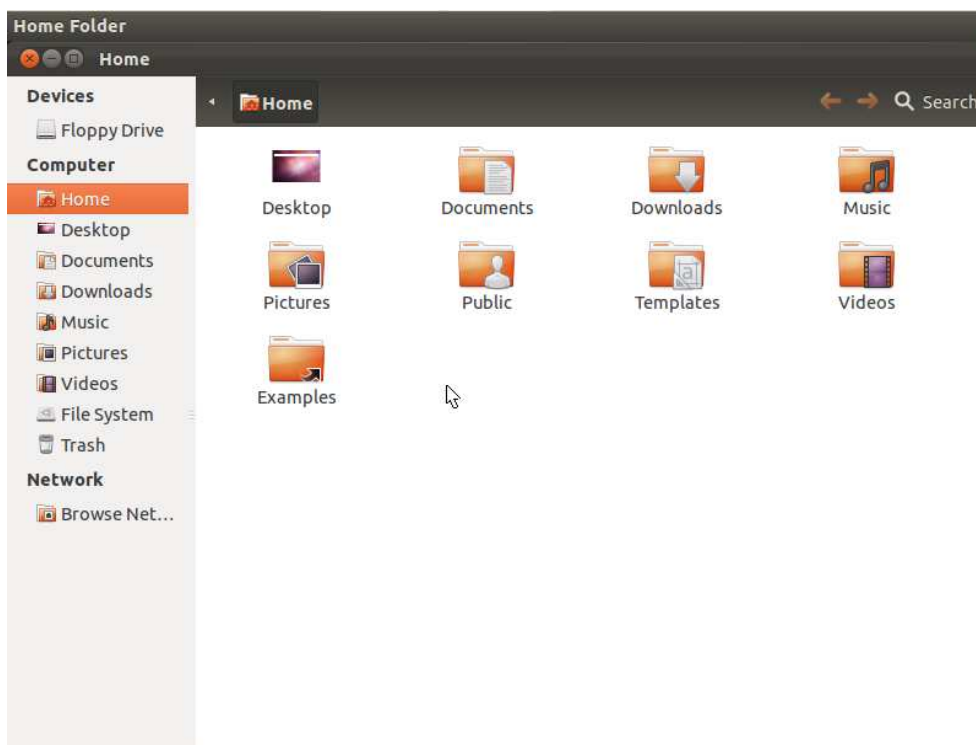 Home Folder
Home
Devices
Floppy Drive
Computer
Home
Desktop
Documents
Downloads
Music
Pictures
Videos
File System
Trash
Network
Browse Net...
Home
Search
Desktop
Documents
Downloads
Music
Pictures
Public
Templates
Videos
Examples